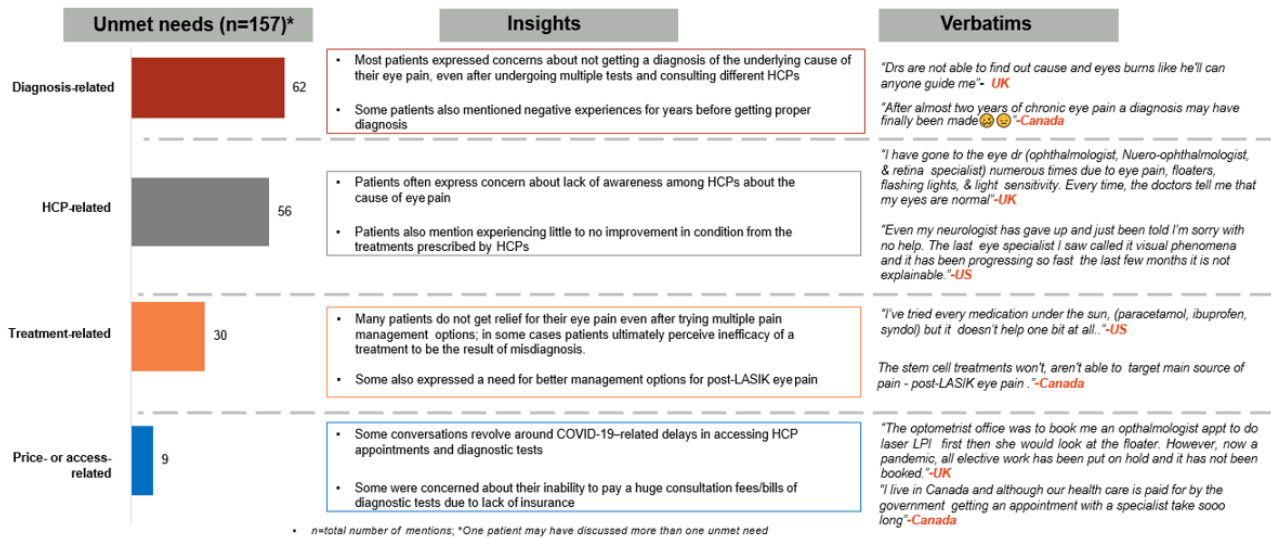 Unmet needs (n=157)*
Insights
Verbatims
Diagnosis-related
62
▪ Most patients expressed concerns about not getting a diagnosis of the underlying cause of
their eye pain, even after undergoing multiple tests and consulting different HCPs
▪ Some patients also mentioned negative experiences for years before getting proper
diagnosis
“Drs are not able to find out cause and eyes burns like he'll can
anyone guide me”- UK
“After almost two years of chronic eye pain a diagnosis may have
finally been made🥴😑”-Canada
HCP-related
56
▪ Patients often express concern about lack of awareness among HCPs about the
cause of eye pain
▪ Patients also mention experiencing little to no improvement in condition from the
treatments prescribed by HCPs
“I have gone to the eye dr (ophthalmologist, Nuero-ophthalmologist,
& retina specialist) numerous times due to eye pain, floaters,
flashing lights, & light sensitivity. Every time, the doctors tell me that
my eyes are normal”-UK
“Even my neurologist has gave up and just been told I'm sorry with
no help. The last eye specialist I saw called it visual phenomena
and it has been progressing so fast the last few months it is not
explainable.”-US
Treatment-related
30
▪ Many patients do not get relief for their eye pain even after trying multiple pain
management options; in some cases patients ultimately perceive inefficacy of a
treatment to be the result of misdiagnosis.
▪ Some also expressed a need for better management options for post-LASIK eye pain
“I've tried every medication under the sun, (paracetamol, ibuprofen,
syndol) but it doesn't help one bit at all..”-US
The stem cell treatments won't, aren't able to target main source of
pain - post-LASIK eye pain .”-Canada
Price- or access-
related
9
▪ Some conversations revolve around COVID-19–related delays in accessing HCP
appointments and diagnostic tests
▪ Some were concerned about their inability to pay a huge consultation fees/bills of
diagnostic tests due to lack of insurance
“The optometrist office was to book me an opthalmologist appt to do
laser LPI first then she would look at the floater. However, now a
pandemic, all elective work has been put on hold and it has not been
booked.”-UK
“I live in Canada and although our health care is paid for by the
government getting an appointment with a specialist take sooo
long”-Canada
• n=total number of mentions; *One patient may have discussed more than one unmet need